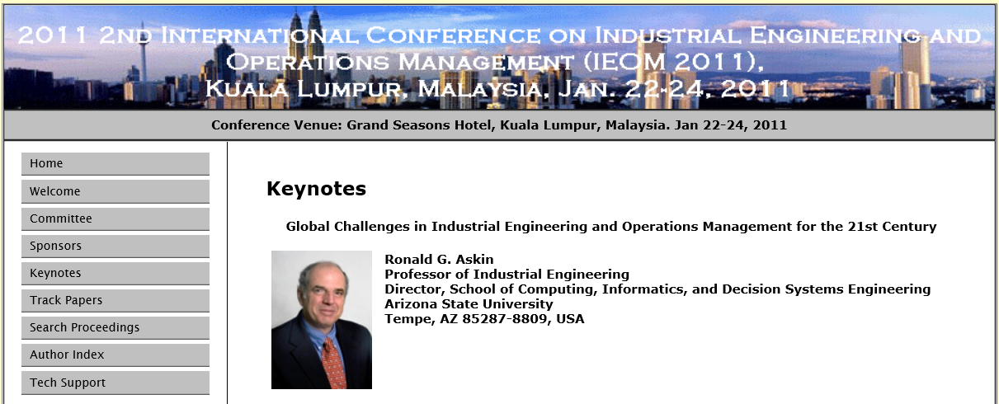 2011 2nd International Conference on Industrial Engineering and
Operations Management (IEOM 2011),
Kuala Lumpur, Malaysia, Jan. 22-24, 2011
Conference Venue: Grand Seasons Hotel, Kuala Lumpur, Malaysia. Jan 22-24, 2011
Home
Welcome
Committee
Sponsors
Keynotes
Track Papers
Search Proceedings
Author Index
Tech Support
Keynotes
Global Challenges in Industrial Engineering and Operations Management for the 21st Century
Ronald G. Askin
Professor of Industrial Engineering
Director, School of Computing, Informatics, and Decision Systems Engineering
Arizona State University
Tempe, AZ 85287-8809, USA